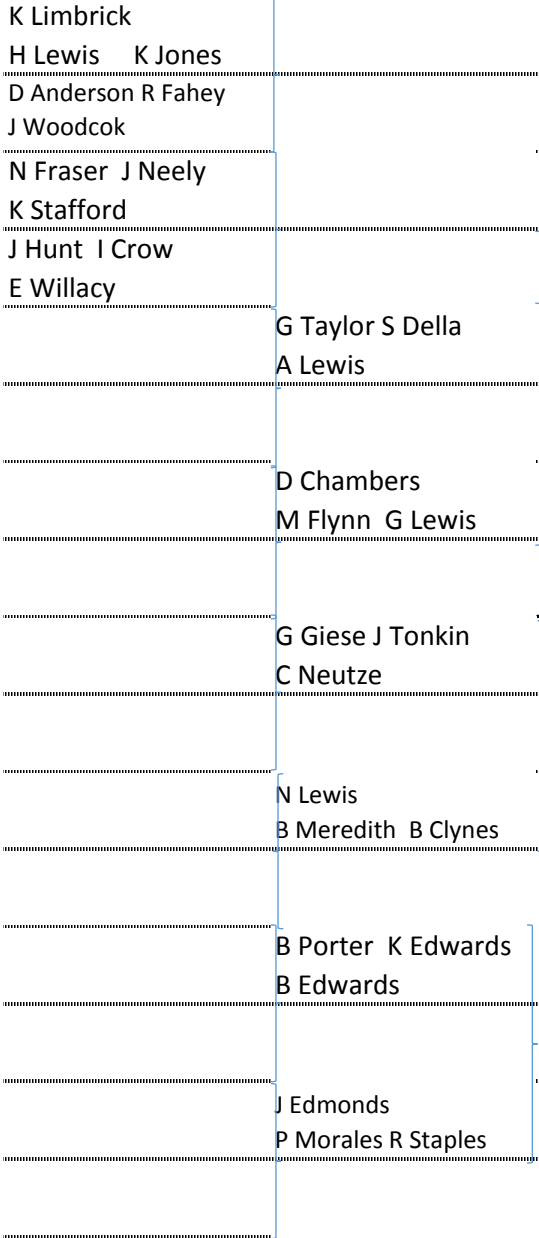 K Limbrick
H Lewis K Jones
D Anderson R Fahey
J Woodcok
N Fraser J Neely
K Stafford
J Hunt I Crow
E Willacy
G Taylor S Della
A Lewis
D Chambers
M Flynn G Lewis
G Giese J Tonkin
C Neutze
N Lewis
B Meredith B Clynes
B Porter K Edwards
B Edwards
J Edmonds
P Morales R Staples